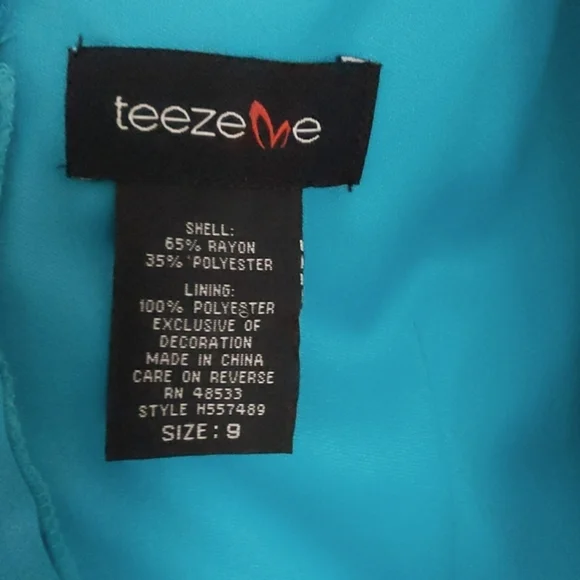 teezeme
SHELL:
65% RAYON
35% POLYESTER
LINING:
100% POLYESTER
EXCLUSIVE OF
DECORATION
MADE IN CHINA
CARE ON REVERSE
RN 48533
STYLE H557489
SIZE: 9